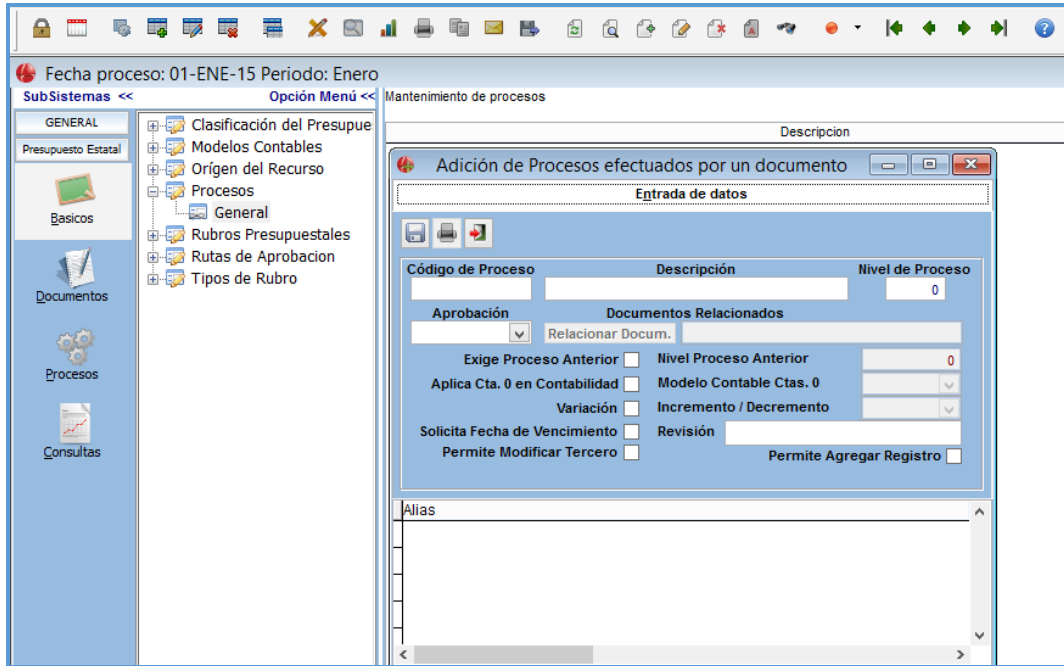 Fecha proceso: 01-ENE-15 Periodo: Enero
SubSistemas <<
Opción Menú <<
GENERAL
Presupuesto Estatal
Basicos
Documentos
Procesos
Consultas
Clasificación del Presupue
Modelos Contables
Orígen del Recurso
Procesos
General
Rubros Presupuestales
Rutas de Aprobacion
Tipos de Rubro
Mantenimiento de procesos
Descripcion
Adición de Procesos efectuados por un documento
Entrada de datos
Código de Proceso Descripción Nivel de Proceso
0
Aprobación Documentos Relacionados
Relacionar Docum.
Exige Proceso Anterior Nivel Proceso Anterior 0
Aplica Cta. 0 en Contabilidad Modelo Contable Ctas. 0
Variación Incremento / Decremento
Solicita Fecha de Vencimiento Revisión
Permite Modificar Tercero Permite Agregar Registro
Alias